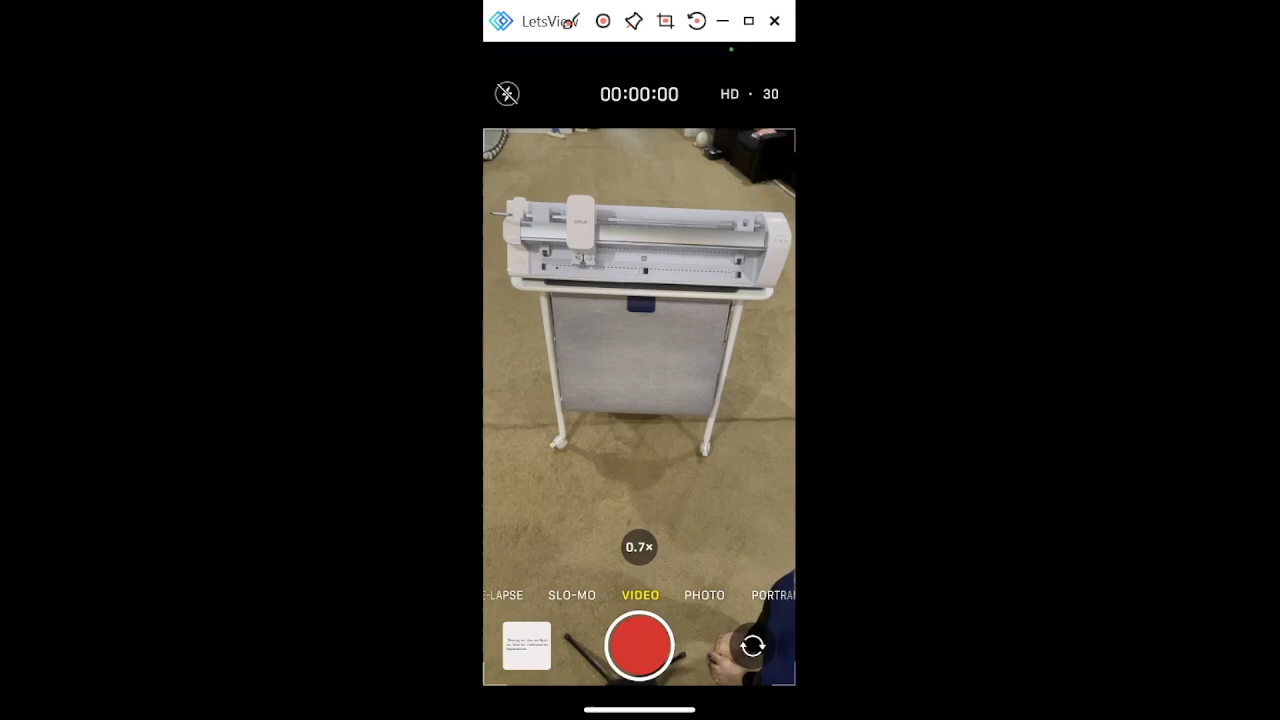 LetsView
00:00:00
HD · 30
0.7×
E-LAPSE
SLO-MO
VIDEO
PHOTO
PORTRAI